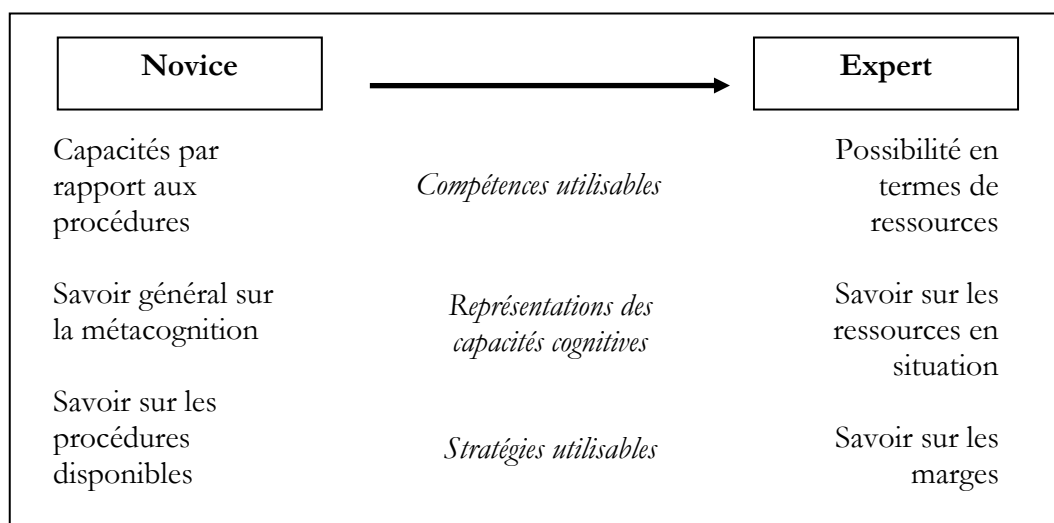 Novice
Expert
Capacités par
rapport aux
procédures
Compétences utilisables
Possibilité en
termes de
ressources
Savoir général sur
la métacognition
Représentations des
capacités cognitives
Savoir sur les
ressources en
situation
Savoir sur les
procédures
disponibles
Stratégies utilisables
Savoir sur les
marges